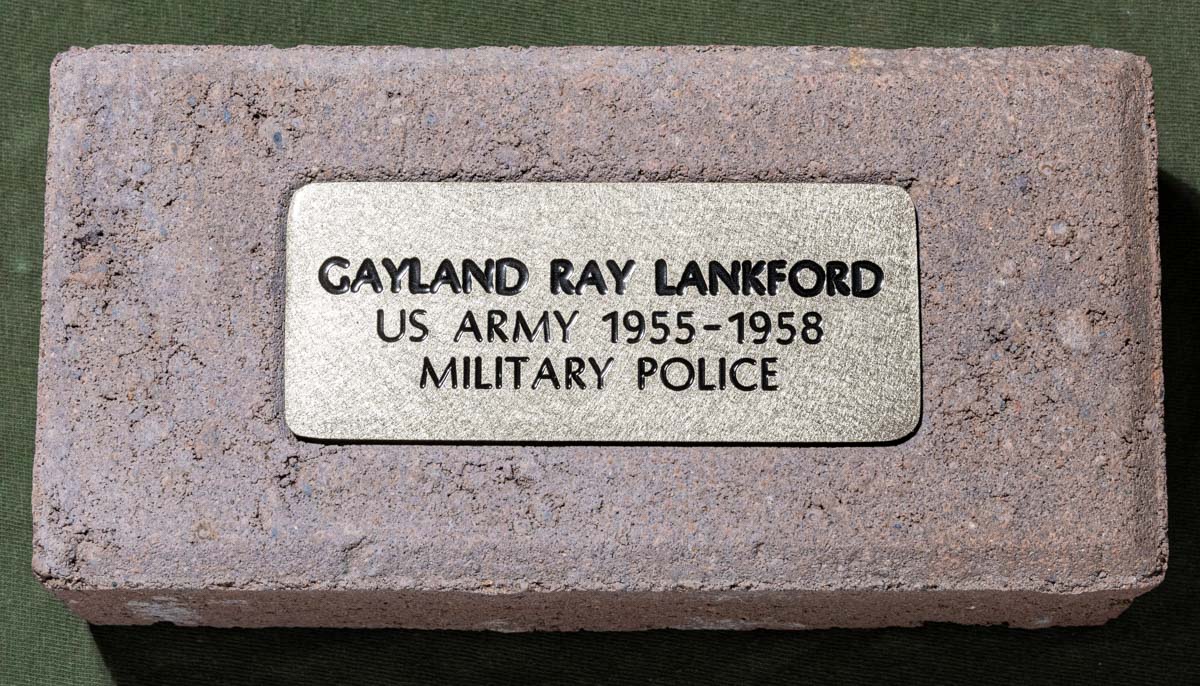 GAYLAND RAY LANKFORD
US ARMY 1955-1958
MILITARY POLICE